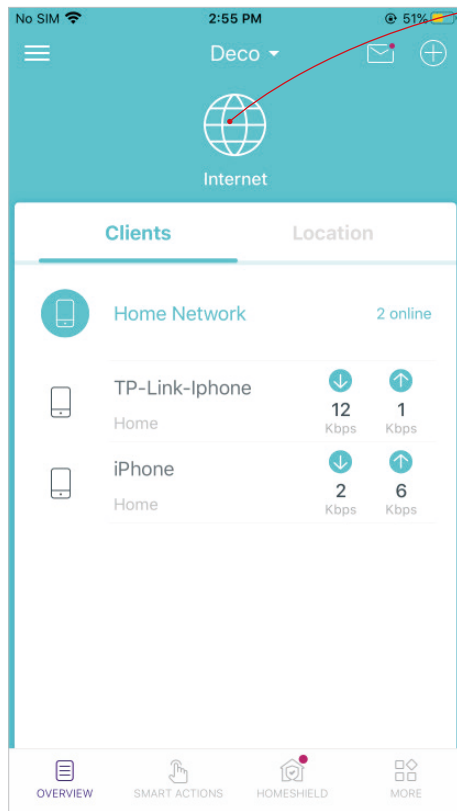 No SIM 2:55 PM 51%
Deco
Internet
Clients Location
Home Network 2 online
TP-Link-Iphone
12 1
Home Kbps Kbps
iPhone
2 6
Home Kbps Kbps
OVERVIEW SMART ACTIONS HOMESHIELD MORE